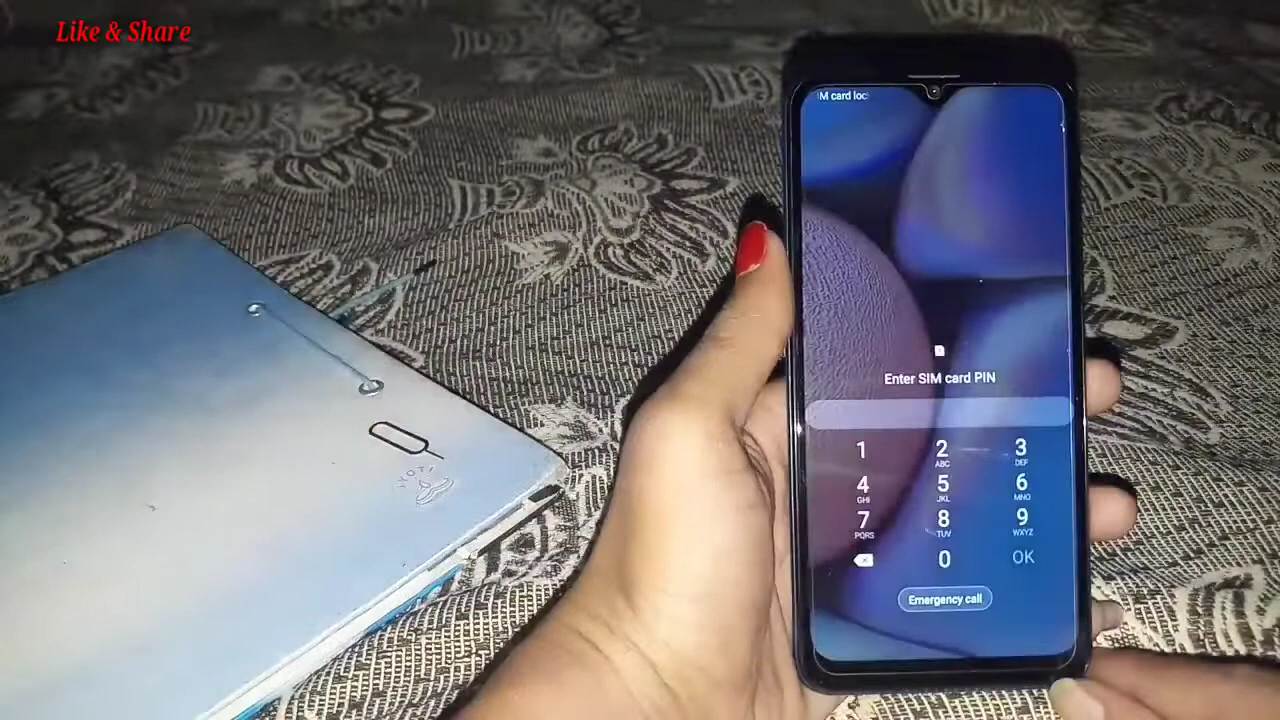 Like & Share
M card loc
Enter SIM card PIN
1
2
ABC
3
DEF
4
GHI
5
JKL
6
MNO
7
PQRS
8
TUV
9
WXYZ
0
OK
Emergency call
JYOTI